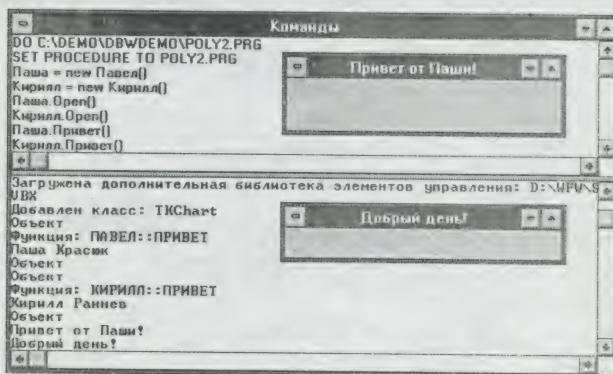 Команды
DO C:\DEMO\DBWDEMO\POLY2.PRG
SET PROCEDURE TO POLY2.PRG
Паша = new Павел()
Кирилл = new Кирилл()
Паша.Open()
Кирилл.Open()
Паша.Привет()
Кирилл.Привет()
Привет от Паши!
Загружена дополнительная библиотека элементов управления: D:\WFW\S
UBX
Добавлен класс: TKChart
Объект
Функция: ПАВЕЛ::ПРИВЕТ
Паша Красюк
Объект
Объект
Функция: КИРИЛЛ::ПРИВЕТ
Кирилл Раннев
Объект
Привет от Паши!
Добрый день!
Добрый день!